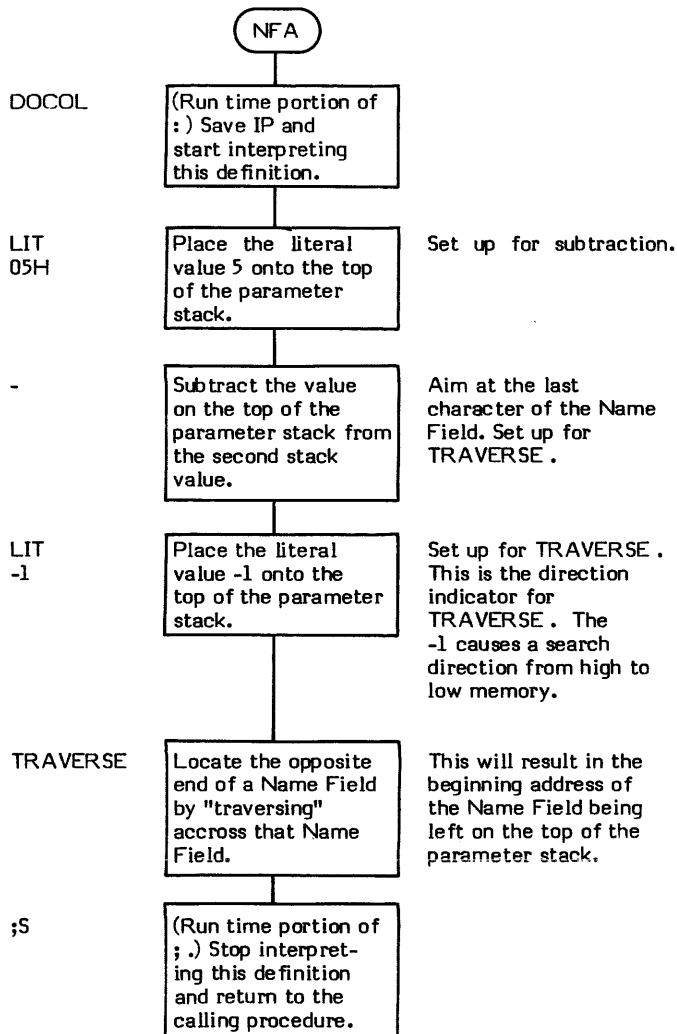 NFA
DOCOL
(Run time portion of
: ) Save IP and
start interpreting
this definition.
LIT
05H
Place the literal
value 5 onto the top
of the parameter
stack.
Set up for subtraction.
-
Subtract the value
on the top of the
parameter stack from
the second stack
value.
Aim at the last
character of the Name
Field. Set up for
TRAVERSE .
LIT
-1
Place the literal
value -1 onto the
top of the parameter
stack.
Set up for TRAVERSE .
This is the direction
indicator for
TRAVERSE . The
-1 causes a search
direction from high to
low memory.
TRAVERSE
Locate the opposite
end of a Name Field
by "traversing"
accross that Name
Field.
This will result in the
beginning address of
the Name Field being
left on the top of the
parameter stack.
;S
(Run time portion of
; .) Stop interpret-
ing this definition
and return to the
calling procedure.